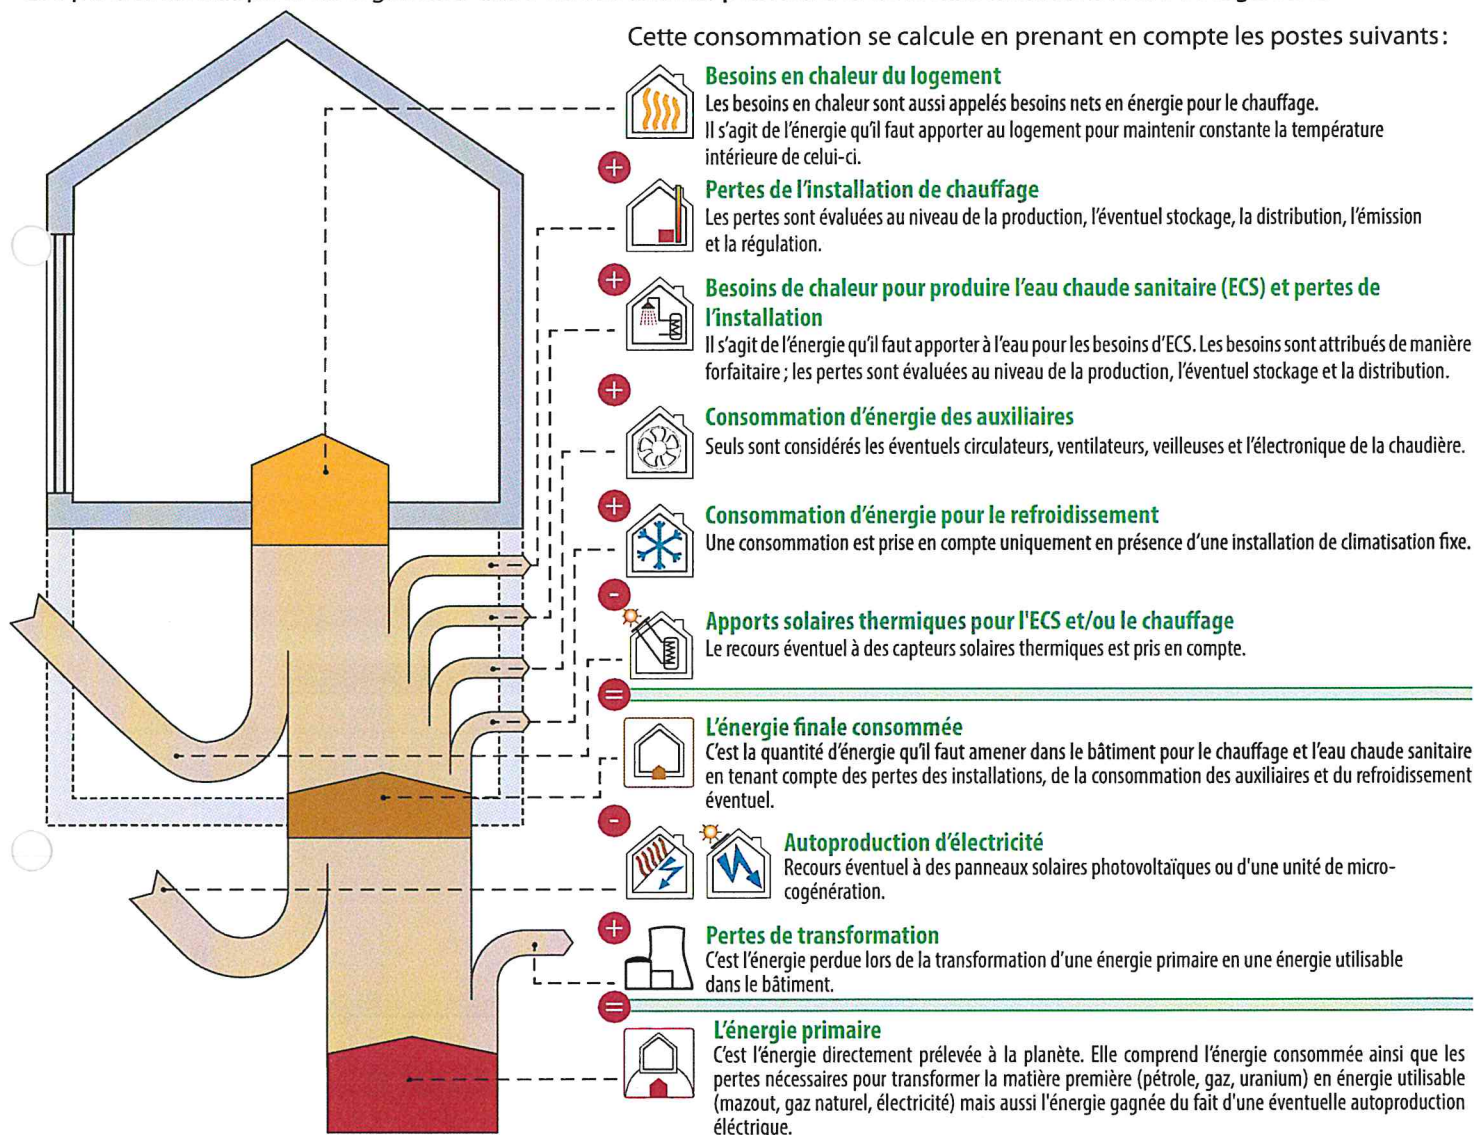 Cette consommation se calcule en prenant en compte les postes suivants :
Besoins en chaleur du logement
Les besoins en chaleur sont aussi appelés besoins nets en énergie pour le chauffage.
Il s'agit de l'énergie qu'il faut apporter au logement pour maintenir constante la température
intérieure de celui-ci.
+
Pertes de l'installation de chauffage
Les pertes sont évaluées au niveau de la production, l'éventuel stockage, la distribution, l'émission
et la régulation.
+
Besoins de chaleur pour produire l'eau chaude sanitaire (ECS) et pertes de
l'installation
Il s'agit de l'énergie qu'il faut apporter à l'eau pour les besoins d'ECS. Les besoins sont attribués de manière
forfaitaire ; les pertes sont évaluées au niveau de la production, l'éventuel stockage et la distribution.
+
Consommation d'énergie des auxiliaires
Seuls sont considérés les éventuels circulateurs, ventilateurs, veilleuses et l'électronique de la chaudière.
+
Consommation d'énergie pour le refroidissement
Une consommation est prise en compte uniquement en présence d'une installation de climatisation fixe.
-
Apports solaires thermiques pour l'ECS et/ou le chauffage
Le recours éventuel à des capteurs solaires thermiques est pris en compte.
=
L'énergie finale consommée
C'est la quantité d'énergie qu'il faut amener dans le bâtiment pour le chauffage et l'eau chaude sanitaire
en tenant compte des pertes des installations, de la consommation des auxiliaires et du refroidissement
éventuel.
-
Autoproduction d'électricité
Recours éventuel à des panneaux solaires photovoltaïques ou d'une unité de micro-
cogénération.
+
Pertes de transformation
C'est l'énergie perdue lors de la transformation d'une énergie primaire en une énergie utilisable
dans le bâtiment.
=
L'énergie primaire
C'est l'énergie directement prélevée à la planète. Elle comprend l'énergie consommée ainsi que les
pertes nécessaires pour transformer la matière première (pétrole, gaz, uranium) en énergie utilisable
(mazout, gaz naturel, électricité) mais aussi l'énergie gagnée du fait d'une éventuelle autoproduction
éléctrique.